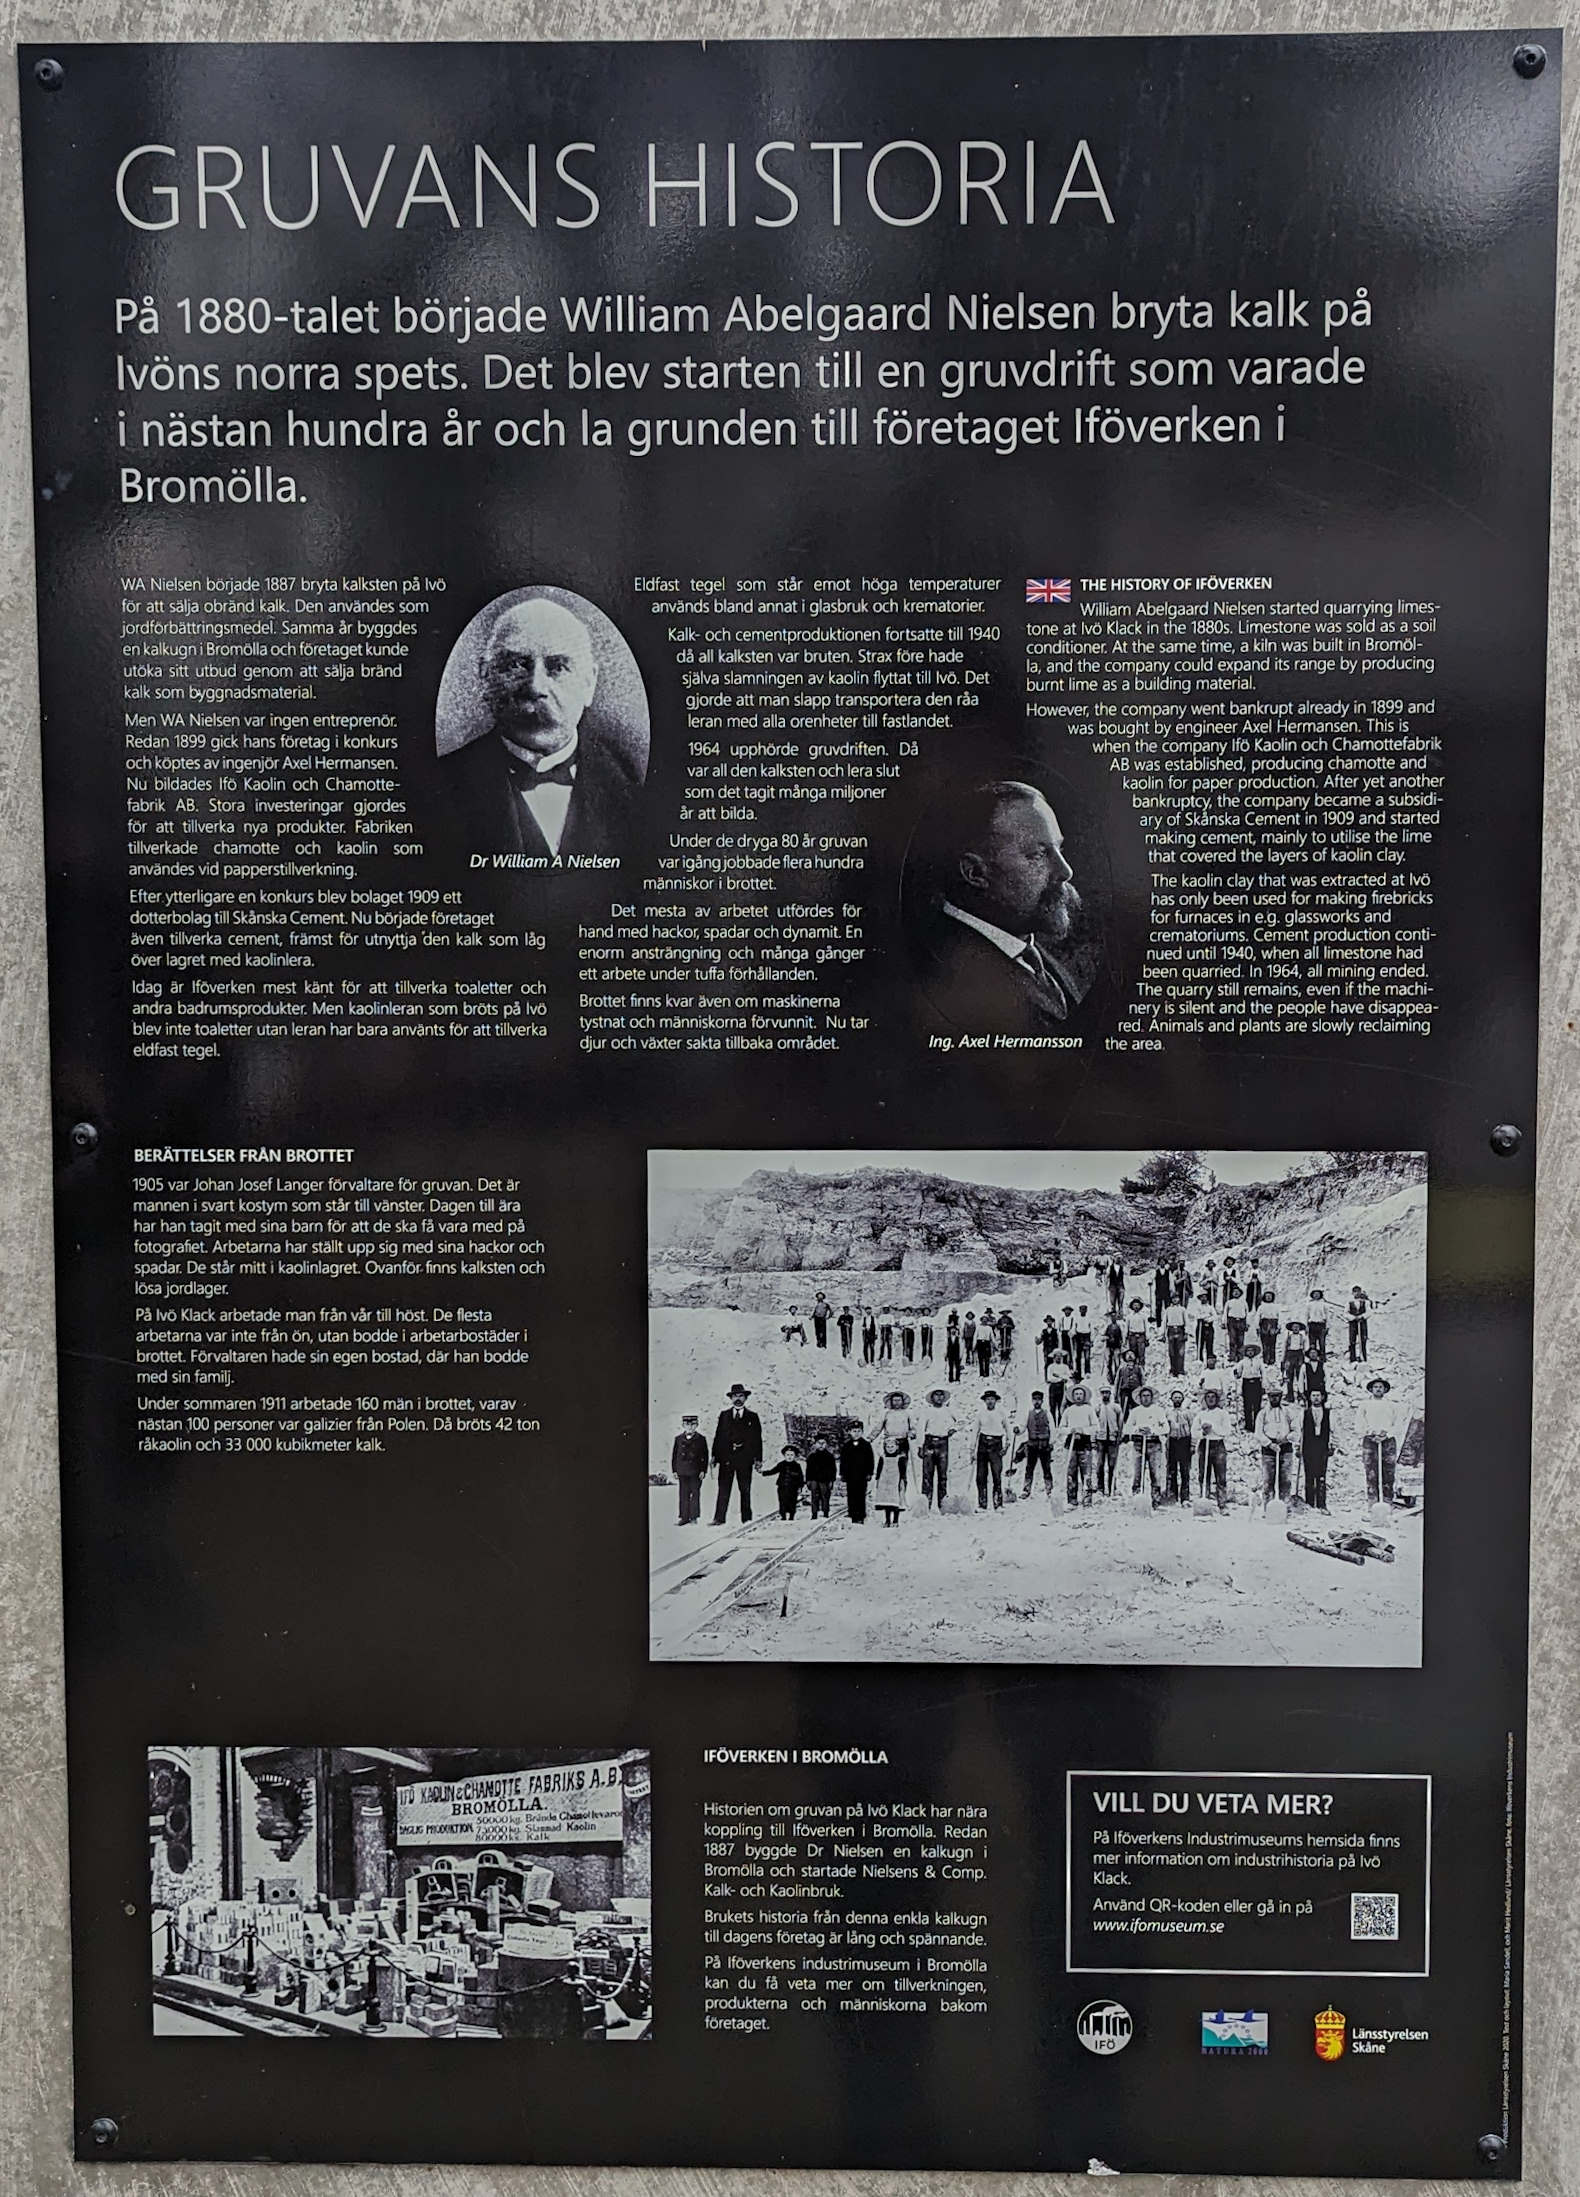 GRUVANS HISTORIA
På 1880-talet började William Abelgaard Nielsen bryta kalk på
Ivöns norra spets. Det blev starten till en gruvdrift som varade
i nästan hundra år och la grunden till företaget Iföverken i
Bromölla.
WA Nielsen började 1887 bryta kalksten på Ivö
för att sälja obränd kalk. Den användes som
jordförbättringsmedel. Samma år byggdes
en kalkugn i Bromölla och företaget kunde
utöka sitt utbud genom att sälja bränd
kalk som byggnadsmaterial.
Men WA Nielsen var ingen entreprenör.
Redan 1899 gick hans företag i konkurs
och köptes av ingenjör Axel Hermansen.
Nu bildades Ifö Kaolin och Chamotte-
fabrik AB. Stora investeringar gjordes
för att tillverka nya produkter. Fabriken
tillverkade chamotte och kaolin som
användes vid papperstillverkning.
Efter ytterligare en konkurs blev bolaget 1909 ett
dotterbolag till Skånska Cement. Nu började företaget
även tillverka cement, främst för utnyttja den kalk som låg
över lagret med kaolinlera.
Idag är Iföverken mest känt för att tillverka toaletter och
andra badrumsprodukter. Men kaolinleran som bröts på Ivö
blev inte toaletter utan leran har bara använts för att tillverka
eldfast tegel.
Dr William A Nielsen
Eldfast tegel som står emot höga temperaturer
används bland annat i glasbruk och krematorier.
Kalk- och cementproduktionen fortsatte till 1940
då all kalksten var bruten. Strax före hade
själva slamningen av kaolin flyttat till Ivö. Det
gjorde att man slapp transportera den råa
leran med alla orenheter till fastlandet.
1964 upphörde gruvdriften. Då
var all den kalksten och lera slut
som det tagit många miljoner
år att bilda.
Under de dryga 80 år gruvan
var igång jobbade flera hundra
människor i brottet.
Det mesta av arbetet utfördes för
hand med hackor, spadar och dynamit. En
enorm ansträngning och många gånger
ett arbete under tuffa förhållanden.
Brottet finns kvar även om maskinerna
tystnat och människorna förvunnit. Nu tar
djur och växter sakta tillbaka området.
Ing. Axel Hermansson
THE HISTORY OF IFÖVERKEN
William Abelgaard Nielsen started quarrying limes-
tone at Ivö Klack in the 1880s. Limestone was sold as a soil
conditioner. At the same time, a kiln was built in Bromöl-
la, and the company could expand its range by producing
burnt lime as a building material.
However, the company went bankrupt already in 1899 and
was bought by engineer Axel Hermansen. This is
when the company Ifö Kaolin och Chamottefabrik
AB was established, producing chamotte and
kaolin for paper production. After yet another
bankruptcy, the company became a subsidi-
ary of Skånska Cement in 1909 and started
making cement, mainly to utilise the lime
that covered the layers of kaolin clay.
The kaolin clay that was extracted at Ivö
has only been used for making firebricks
for furnaces in e.g. glassworks and
crematoriums. Cement production conti-
nued until 1940, when all limestone had
been quarried. In 1964, all mining ended.
The quarry still remains, even if the machi-
nery is silent and the people have disappea-
red. Animals and plants are slowly reclaiming
the area.
BERÄTTELSER FRÅN BROTTET
1905 var Johan Josef Langer förvaltare för gruvan. Det är
mannen i svart kostym som står till vänster. Dagen till ära
har han tagit med sina barn för att de ska få vara med på
fotografiet. Arbetarna har ställt upp sig med sina hackor och
spadar. De står mitt i kaolinlagret. Ovanför finns kalksten och
lösa jordlager.
På Ivö Klack arbetade man från vår till höst. De flesta
arbetarna var inte från ön, utan bodde i arbetarbostäder i
brottet. Förvaltaren hade sin egen bostad, där han bodde
med sin familj.
Under sommaren 1911 arbetade 160 män i brottet, varav
nästan 100 personer var galizier från Polen. Då bröts 42 ton
råkaolin och 33 000 kubikmeter kalk.
IFÖ KAOLIN & CHAMOTTE FABRIKS A.B.
BROMÖLLA.
DAGLIG PRODUKTION
50000 kg. Brända Chamottevaror
75000 kg. Slammad Kaolin
80000 kg. Kalk
IFÖVERKEN I BROMÖLLA
Historien om gruvan på Ivö Klack har nära
koppling till Iföverken i Bromölla. Redan
1887 byggde Dr Nielsen en kalkugn i
Bromölla och startade Nielsens & Comp.
Kalk- och Kaolinbruk.
Brukets historia från denna enkla kalkugn
till dagens företag är lång och spännande.
På Iföverkens industrimuseum i Bromölla
kan du få veta mer om tillverkningen,
produkterna och människorna bakom
företaget.
VILL DU VETA MER?
På Iföverkens Industrimuseums hemsida finns
mer information om industrihistoria på Ivö
Klack.
Använd QR-koden eller gå in på
www.ifomuseum.se
IFÖ
NATURA 2000
Länsstyrelsen
Skåne